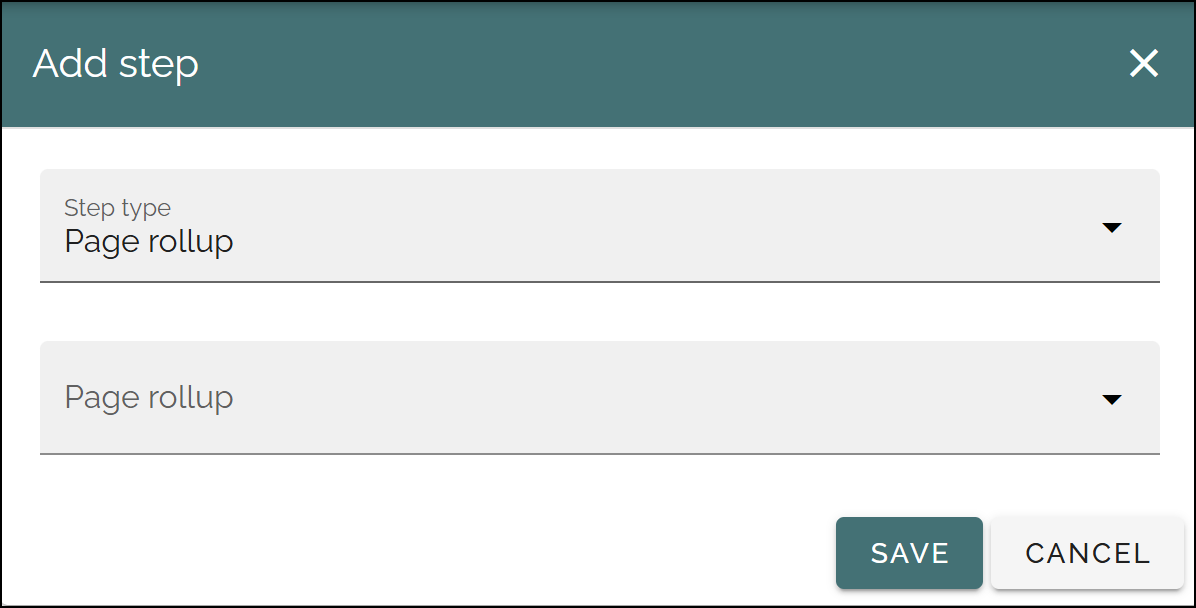 Add step
Step type
Page rollup
Page rollup
SAVE CANCEL